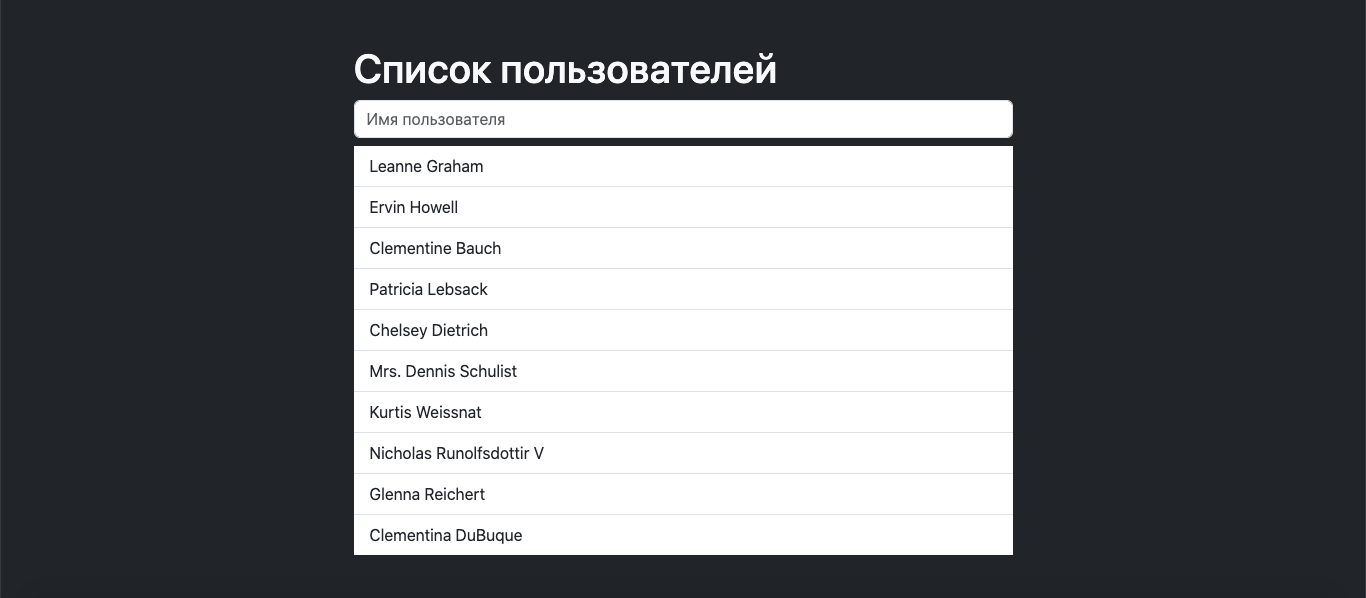 Список пользователей
Имя пользователя
Leanne Graham
Ervin Howell
Clementine Bauch
Patricia Lebsack
Chelsey Dietrich
Mrs. Dennis Schulist
Kurtis Weissnat
Nicholas Runolfsdottir V
Glenna Reichert
Clementina DuBuque